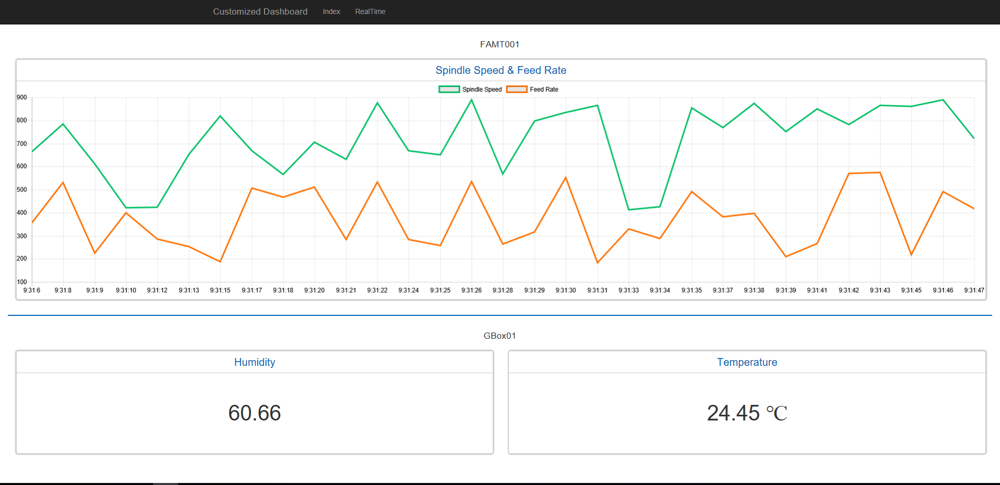 Customized Dashboard Index RealTime
FAMT001
Spindle Speed & Feed Rate
Spindle Speed Feed Rate
900
800
700
600
500
400
300
200
100
9:31:6 9:31:8 9:31:9 9:31:10 9:31:12 9:31:13 9:31:15 9:31:17 9:31:18 9:31:20 9:31:21 9:31:22 9:31:24 9:31:25 9:31:26 9:31:28 9:31:29 9:31:30 9:31:31 9:31:33 9:31:34 9:31:35 9:31:37 9:31:38 9:31:39 9:31:41 9:31:42 9:31:43 9:31:45 9:31:46 9:31:47
GBox01
Humidity
60.66
Temperature
24.45 ℃